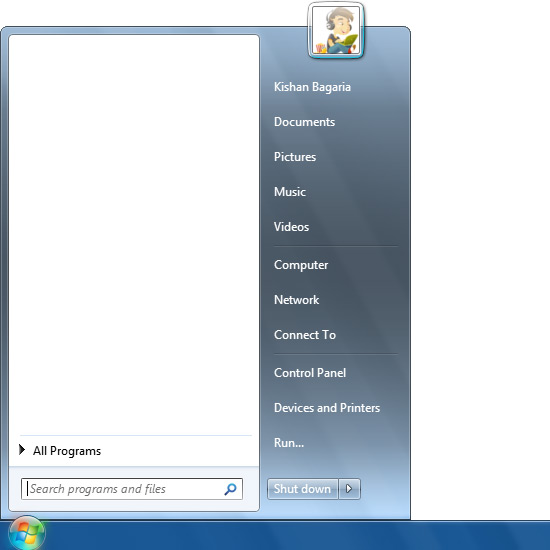 Kishan Bagaria
Documents
Pictures
Music
Videos
Computer
Network
Connect To
Control Panel
Devices and Printers
Run...
All Programs
Search programs and files
Shut down